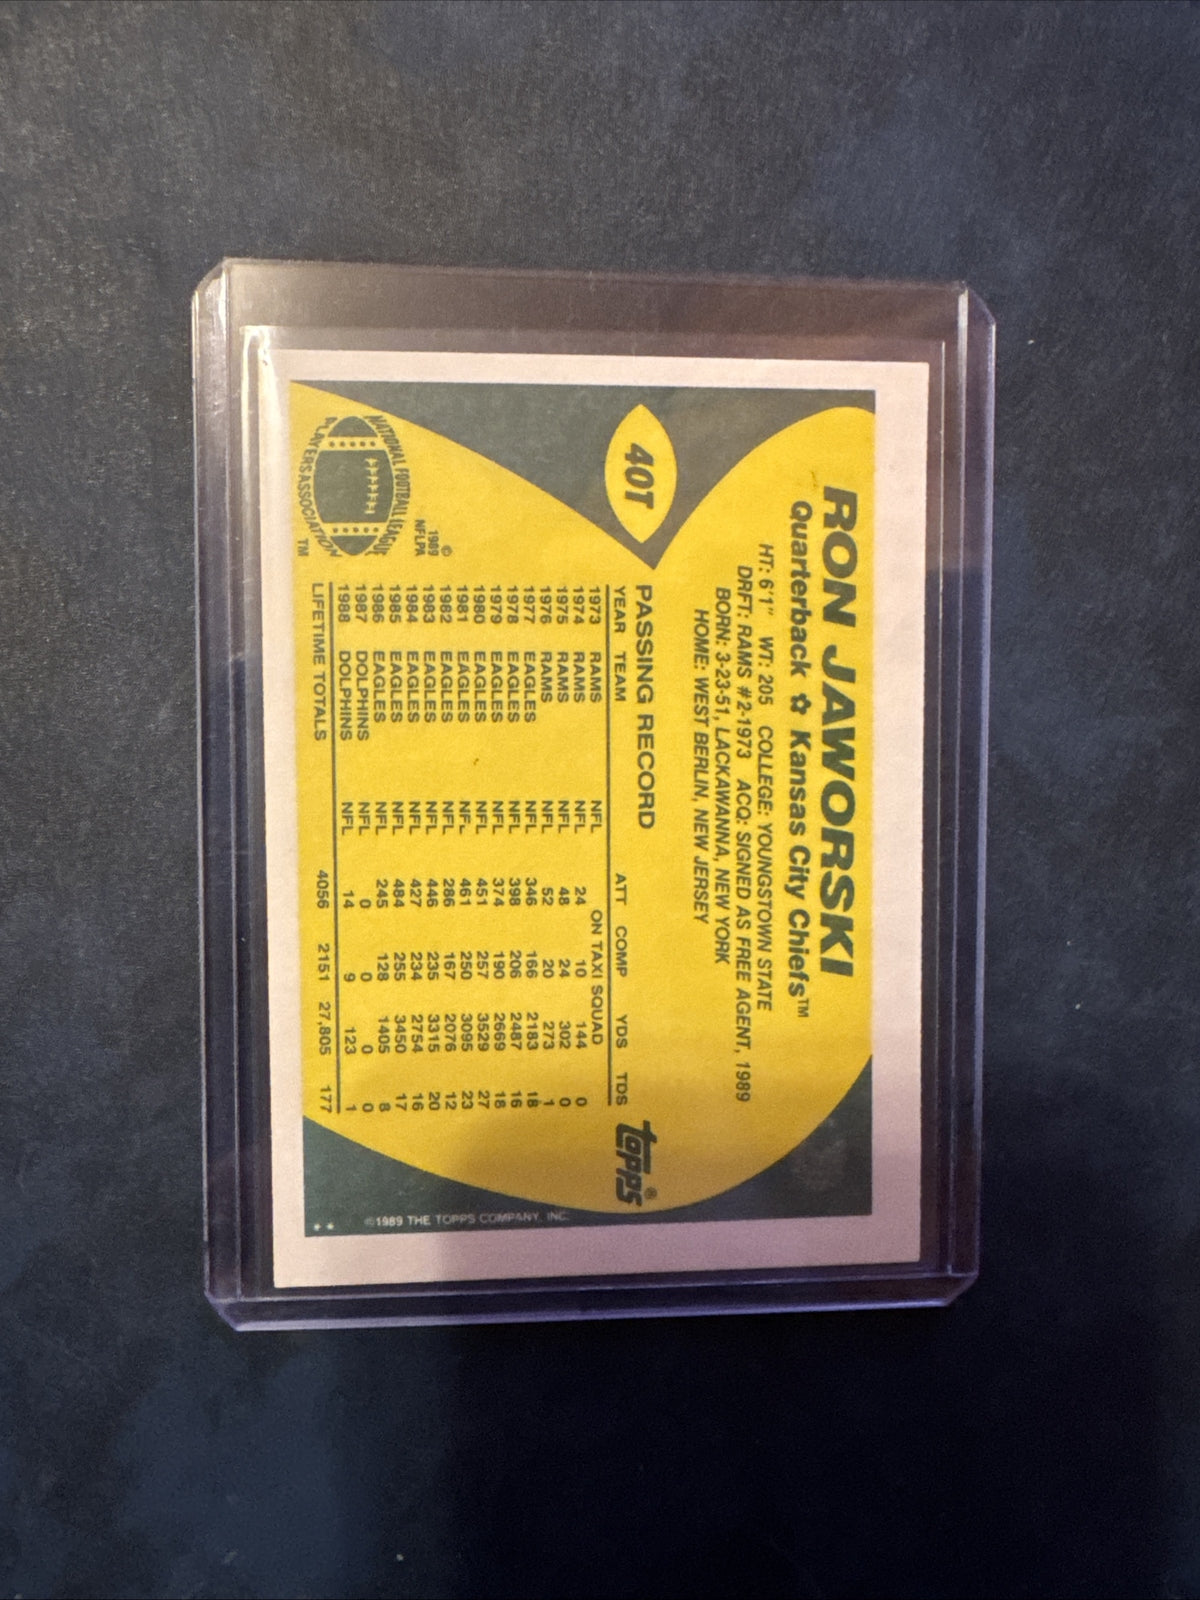 40T
RON JAWORSKI
Quarterback ✿ Kansas City Chiefs™
HT: 6'1" WT: 205 COLLEGE: YOUNGSTOWN STATE
DRFT: RAMS #2-1973 ACQ: SIGNED AS FREE AGENT, 1989
BORN: 3-23-51, LACKAWANNA, NEW YORK
HOME: WEST BERLIN, NEW JERSEY
PASSING RECORD
topps®
YEAR TEAM ATT COMP YDS TDS
1973 RAMS NFL ON TAXI SQUAD
1974 RAMS NFL 24 10 144 0
1975 RAMS NFL 48 24 302 0
1976 RAMS NFL 52 20 273 1
1977 EAGLES NFL 346 166 2183 18
1978 EAGLES NFL 398 206 2487 16
1979 EAGLES NFL 374 190 2669 18
1980 EAGLES NFL 451 257 3529 27
1981 EAGLES NFL 461 250 3095 23
1982 EAGLES NFL 286 167 2076 12
1983 EAGLES NFL 446 235 3315 20
1984 EAGLES NFL 427 234 2754 16
1985 EAGLES NFL 484 255 3450 17
1986 EAGLES NFL 245 128 1405 8
1987 DOLPHINS NFL 0 0 0 0
1988 DOLPHINS NFL 14 9 123 1
LIFETIME TOTALS 4056 2151 27,805 177
©
1989
NFLPA
NATIONAL FOOTBALL LEAGUE
PLAYERS ASSOCIATION TM
©1989 THE TOPPS COMPANY, INC.
**